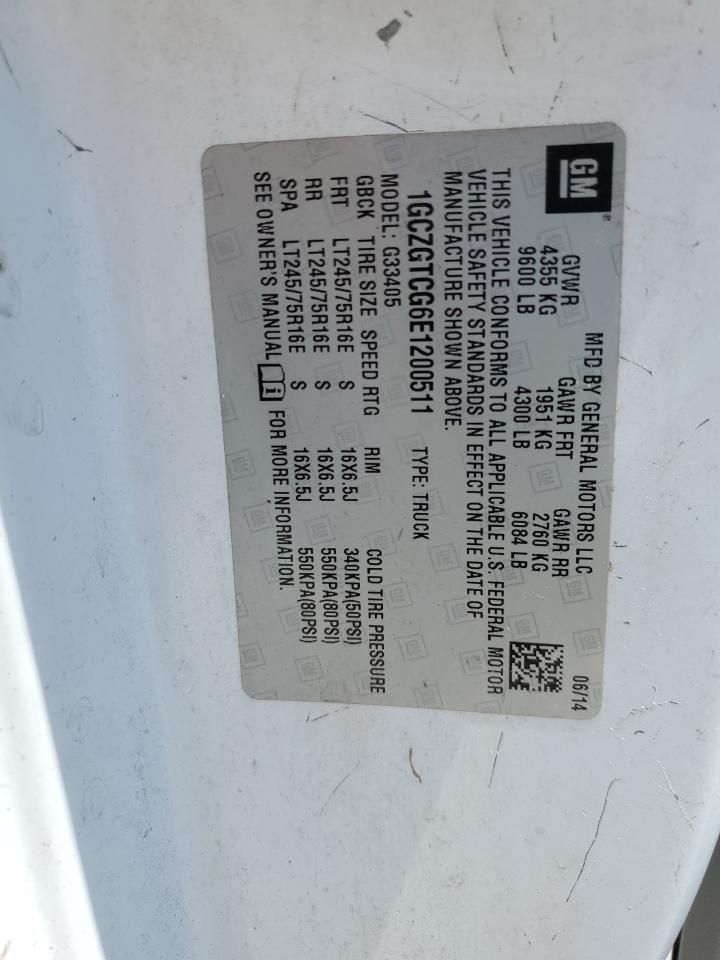 GM
MFD BY GENERAL MOTORS LLC 06/14
GVWR GAWR FRT GAWR RR
4355 KG 1951 KG 2760 KG
9600 LB 4300 LB 6084 LB
THIS VEHICLE CONFORMS TO ALL APPLICABLE U.S. FEDERAL MOTOR
VEHICLE SAFETY STANDARDS IN EFFECT ON THE DATE OF
MANUFACTURE SHOWN ABOVE.
1GCZGTCG6E1200511 TYPE: TRUCK
MODEL: G33405
GBCK TIRE SIZE SPEED RTG RIM COLD TIRE PRESSURE
FRT LT245/75R16E S 16X6.5J 340KPA(50PSI)
RR LT245/75R16E S 16X6.5J 550KPA(80PSI)
SPA LT245/75R16E S 16X6.5J 550KPA(80PSI)
SEE OWNER'S MANUAL i FOR MORE INFORMATION.